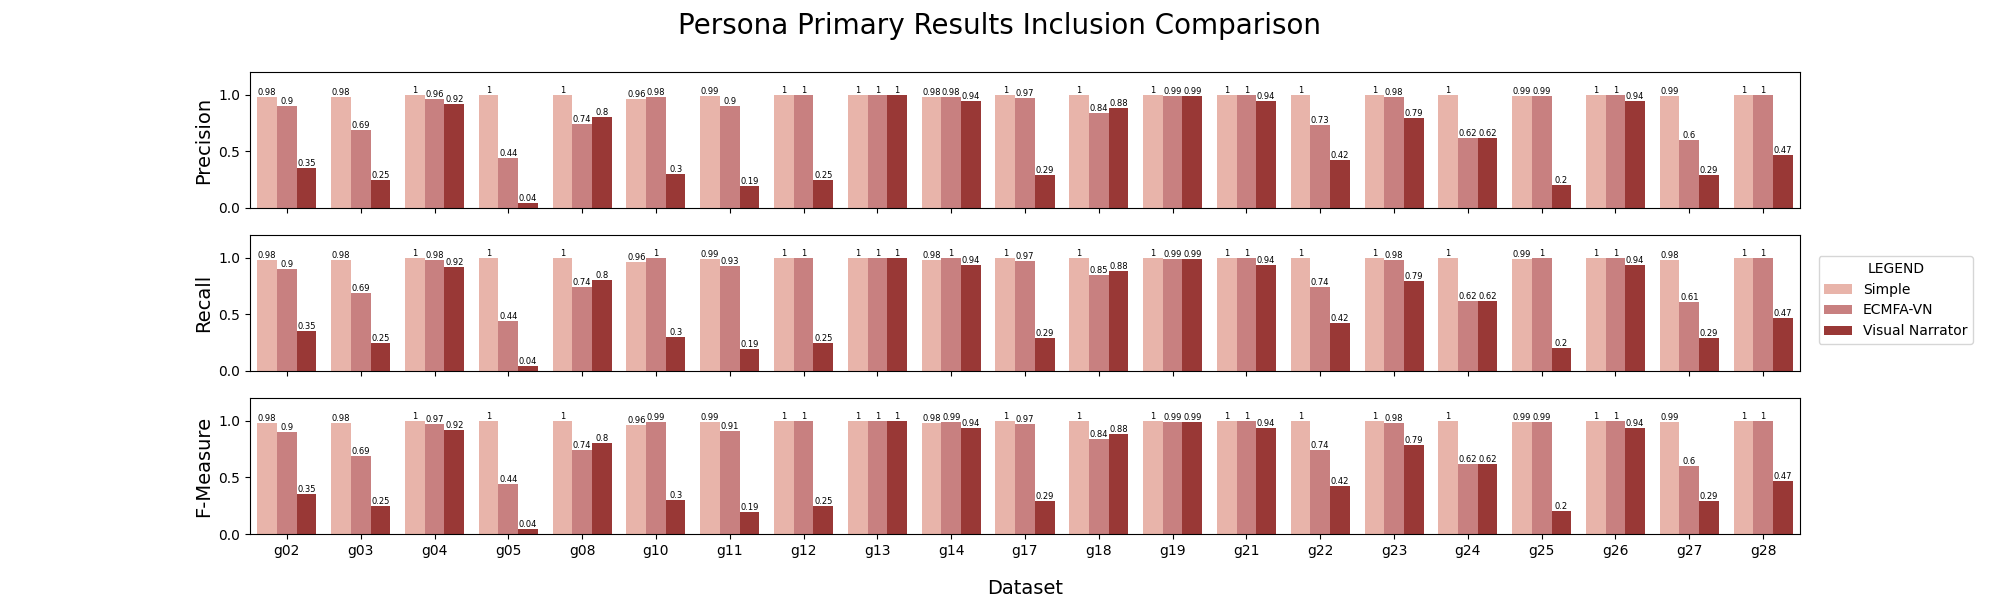 Persona Primary Results Inclusion Comparison
Precision
1.0
0.5
0.0
0.98 0.9 0.35 0.98 0.69 0.25 1 0.96 0.92 1 0.44 0.04 1 0.74 0.8 0.96 0.98 0.3 0.99 0.9 0.19 1 1 0.25 1 1 1 0.98 0.98 0.94 1 0.97 0.29 1 0.84 0.88 1 0.99 0.99 1 1 0.94 1 0.73 0.42 1 0.98 0.79 1 0.62 0.62 0.99 0.99 0.2 1 1 0.94 0.99 0.6 0.29 1 1 0.47
Recall
1.0
0.5
0.0
0.98 0.9 0.35 0.98 0.69 0.25 1 0.98 0.92 1 0.44 0.04 1 0.74 0.8 0.96 1 0.3 0.99 0.93 0.19 1 1 0.25 1 1 1 0.98 1 0.94 1 0.97 0.29 1 0.85 0.88 1 0.99 0.99 1 1 0.94 1 0.74 0.42 1 0.98 0.79 1 0.62 0.62 0.99 1 0.2 1 1 0.94 0.98 0.61 0.29 1 1 0.47
LEGEND
Simple
ECMFA-VN
Visual Narrator
F-Measure
1.0
0.5
0.0
0.98 0.9 0.35 0.98 0.69 0.25 1 0.97 0.92 1 0.44 0.04 1 0.74 0.8 0.96 0.99 0.3 0.99 0.91 0.19 1 1 0.25 1 1 1 0.98 0.99 0.94 1 0.97 0.29 1 0.84 0.88 1 0.99 0.99 1 1 0.94 1 0.74 0.42 1 0.98 0.79 1 0.62 0.62 0.99 0.99 0.2 1 1 0.94 0.99 0.6 0.29 1 1 0.47
g02 g03 g04 g05 g08 g10 g11 g12 g13 g14 g17 g18 g19 g21 g22 g23 g24 g25 g26 g27 g28
Dataset